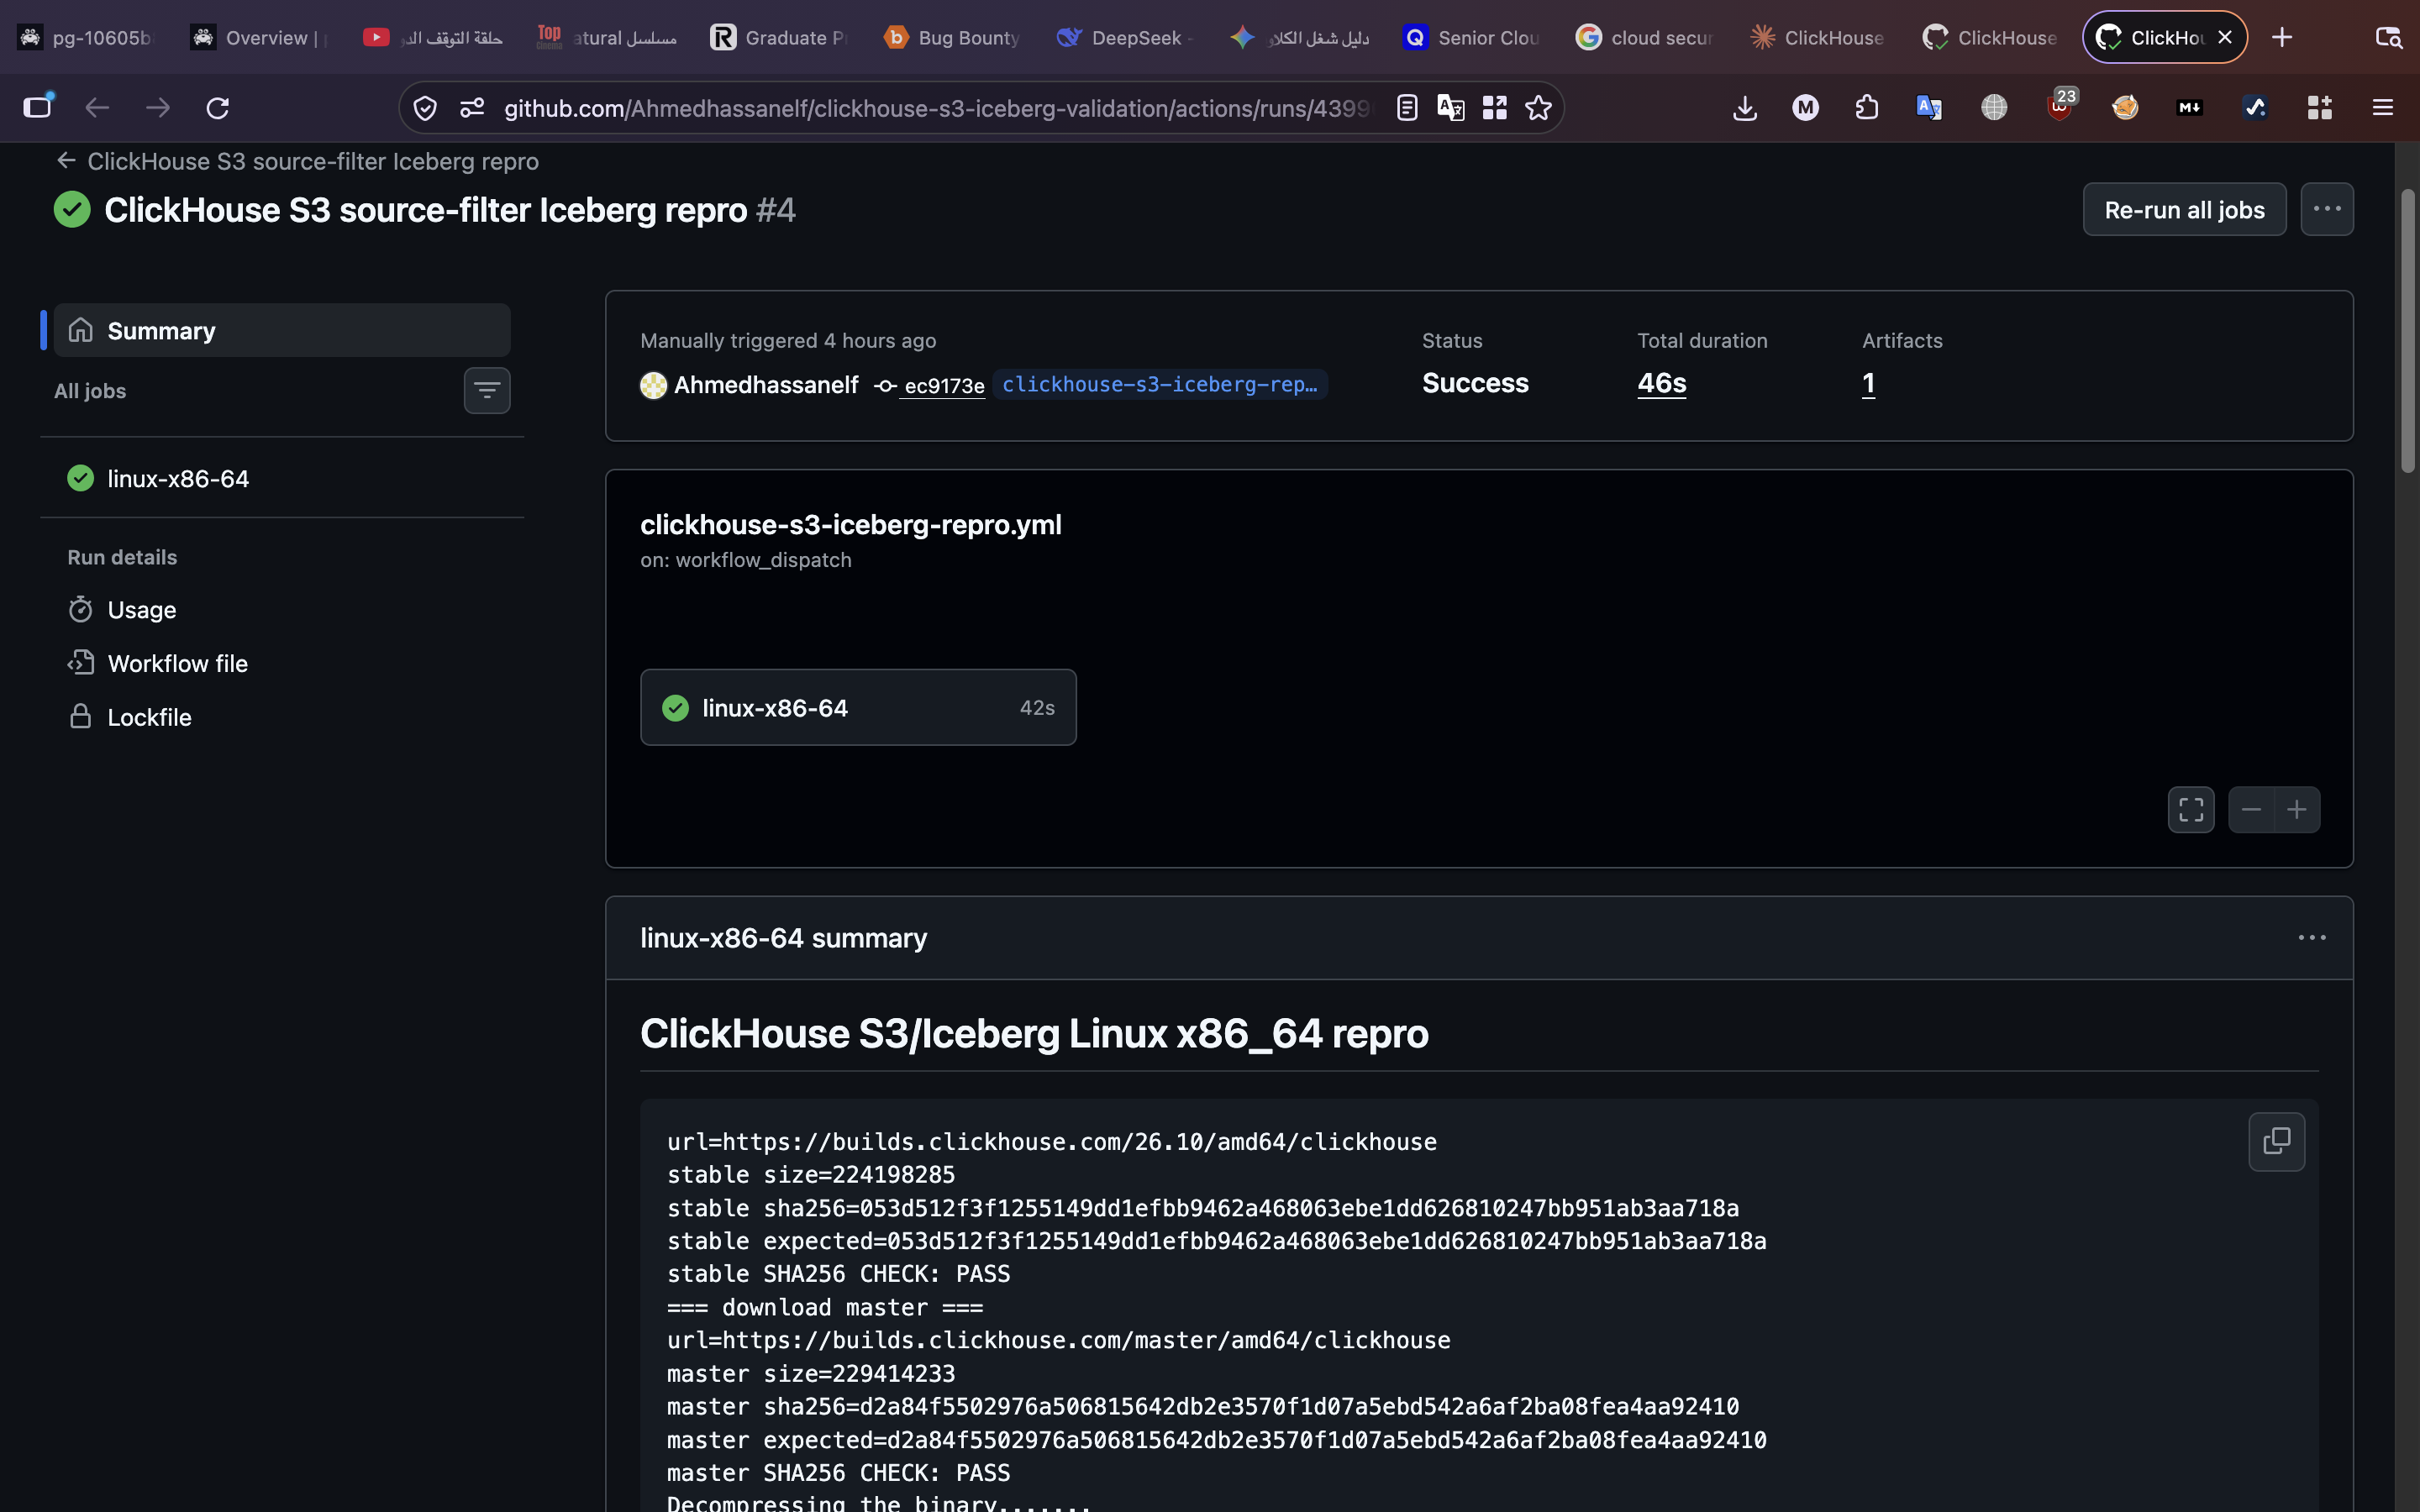 pg-10605b
Overview |
حلقة التوقف الدو
Top Cinema
atural مسلسل
Graduate P
Bug Bounty
DeepSeek -
دليل شغل الكلاو
Senior Clou
cloud secur
ClickHouse
ClickHouse
ClickHou
github.com/Ahmedhassanelf/clickhouse-s3-iceberg-validation/actions/runs/4399
M
23
ClickHouse S3 source-filter Iceberg repro
ClickHouse S3 source-filter Iceberg repro #4
Re-run all jobs
Summary
All jobs
linux-x86-64
Run details
Usage
Workflow file
Lockfile
Manually triggered 4 hours ago
Ahmedhassanelf ec9173e clickhouse-s3-iceberg-rep…
Status
Success
Total duration
46s
Artifacts
1
clickhouse-s3-iceberg-repro.yml
on: workflow_dispatch
linux-x86-64 42s
linux-x86-64 summary
ClickHouse S3/Iceberg Linux x86_64 repro
url=https://builds.clickhouse.com/26.10/amd64/clickhouse
stable size=224198285
stable sha256=053d512f3f1255149dd1efbb9462a468063ebe1dd626810247bb951ab3aa718a
stable expected=053d512f3f1255149dd1efbb9462a468063ebe1dd626810247bb951ab3aa718a
stable SHA256 CHECK: PASS
=== download master ===
url=https://builds.clickhouse.com/master/amd64/clickhouse
master size=229414233
master sha256=d2a84f5502976a506815642db2e3570f1d07a5ebd542a6af2ba08fea4aa92410
master expected=d2a84f5502976a506815642db2e3570f1d07a5ebd542a6af2ba08fea4aa92410
master SHA256 CHECK: PASS
Decompressing the binary.......